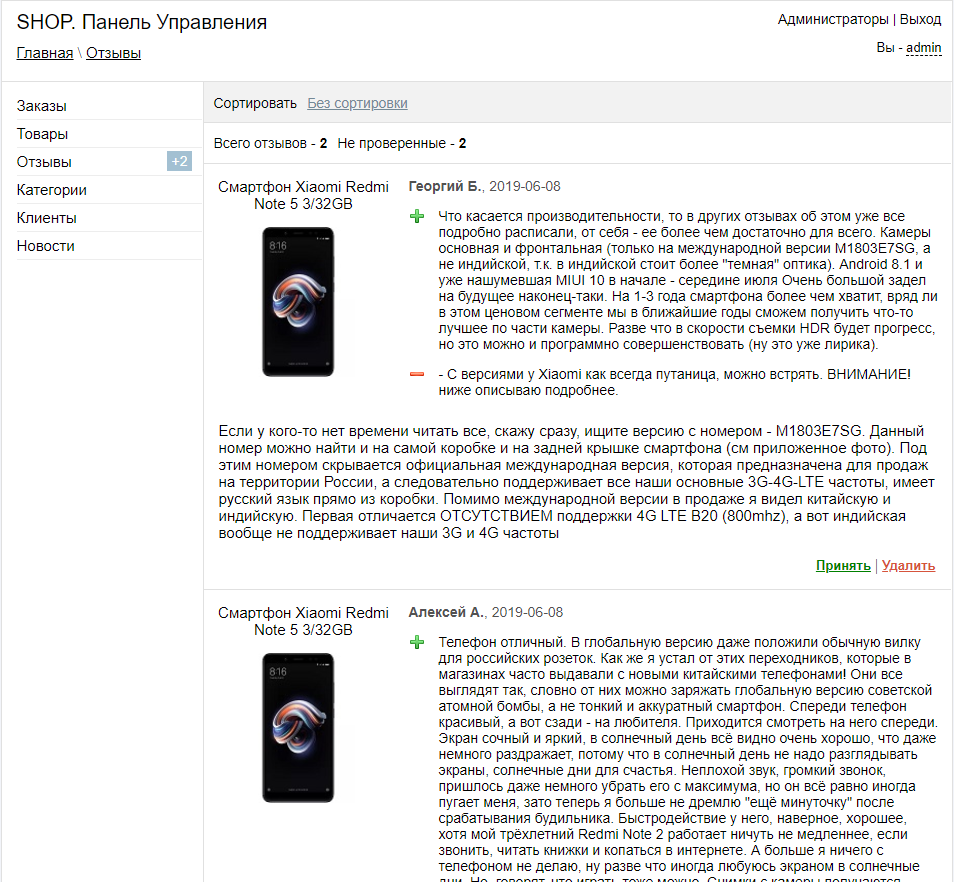 SHOP. Панель Управления
Администраторы | Выход
Главная \ Отзывы
Вы - admin
Заказы
Товары
Отзывы +2
Категории
Клиенты
Новости
Сортировать Без сортировки
Всего отзывов - 2 Не проверенные - 2
Смартфон Xiaomi Redmi
Note 5 3/32GB
8:16
Георгий Б., 2019-06-08
Что касается производительности, то в других отзывах об этом уже все
подробно расписали, от себя - ее более чем достаточно для всего. Камеры
основная и фронтальная (только на международной версии M1803E7SG, а
не индийской, т.к. в индийской стоит более "темная" оптика). Android 8.1 и
уже нашумевшая MIUI 10 в начале - середине июля Очень большой задел
на будущее наконец-таки. На 1-3 года смартфона более чем хватит, вряд ли
в этом ценовом сегменте мы в ближайшие годы сможем получить что-то
лучшее по части камеры. Разве что в скорости съемки HDR будет прогресс,
но это можно и программно совершенствовать (ну это уже лирика).
- С версиями у Xiaomi как всегда путаница, можно встрять. ВНИМАНИЕ!
ниже описываю подробнее.
Если у кого-то нет времени читать все, скажу сразу, ищите версию с номером - M1803E7SG. Данный
номер можно найти и на самой коробке и на задней крышке смартфона (см приложенное фото). Под
этим номером скрывается официальная международная версия, которая предназначена для продаж
на территории России, а следовательно поддерживает все наши основные 3G-4G-LTE частоты, имеет
русский язык прямо из коробки. Помимо международной версии в продаже я видел китайскую и
индийскую. Первая отличается ОТСУТСТВИЕМ поддержки 4G LTE B20 (800mhz), а вот индийская
вообще не поддерживает наши 3G и 4G частоты
Принять | Удалить
Смартфон Xiaomi Redmi
Note 5 3/32GB
8:16
Алексей А., 2019-06-08
Телефон отличный. В глобальную версию даже положили обычную вилку
для российских розеток. Как же я устал от этих переходников, которые в
магазинах часто выдавали с новыми китайскими телефонами! Они все
выглядят так, словно от них можно заряжать глобальную версию советской
атомной бомбы, а не тонкий и аккуратный смартфон. Спереди телефон
красивый, а вот сзади - на любителя. Приходится смотреть на него спереди.
Экран сочный и яркий, в солнечный день всё видно очень хорошо, что даже
немного раздражает, потому что в солнечный день не надо разглядывать
экраны, солнечные дни для счастья. Неплохой звук, громкий звонок,
пришлось даже немного убрать его с максимума, но он всё равно иногда
пугает меня, зато теперь я больше не дремлю "ещё минуточку" после
срабатывания будильника. Быстродействие у него, наверное, хорошее,
хотя мой трёхлетний Redmi Note 2 работает ничуть не медленнее, если
звонить, читать книжки и копаться в интернете. А больше я ничего с
телефоном не делаю, ну разве что иногда любуюсь экраном в солнечные
дни. Но, говорят, что играть тоже можно. Снимки с камеры получаются